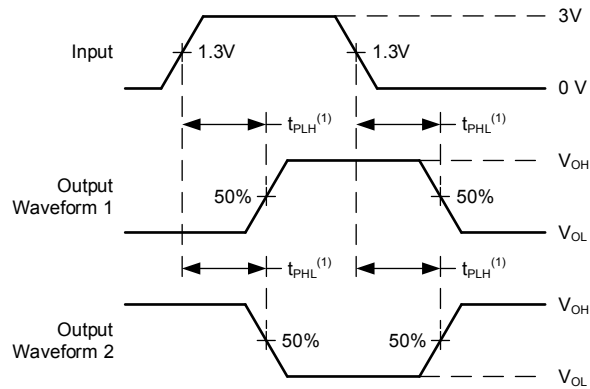 3V
Input
1.3V
1.3V
0 V
tPLH(1)
tPHL(1)
VOH
Output
Waveform 1
50%
50%
VOL
tPHL(1)
tPLH(1)
VOH
Output
Waveform 2
50%
50%
VOL